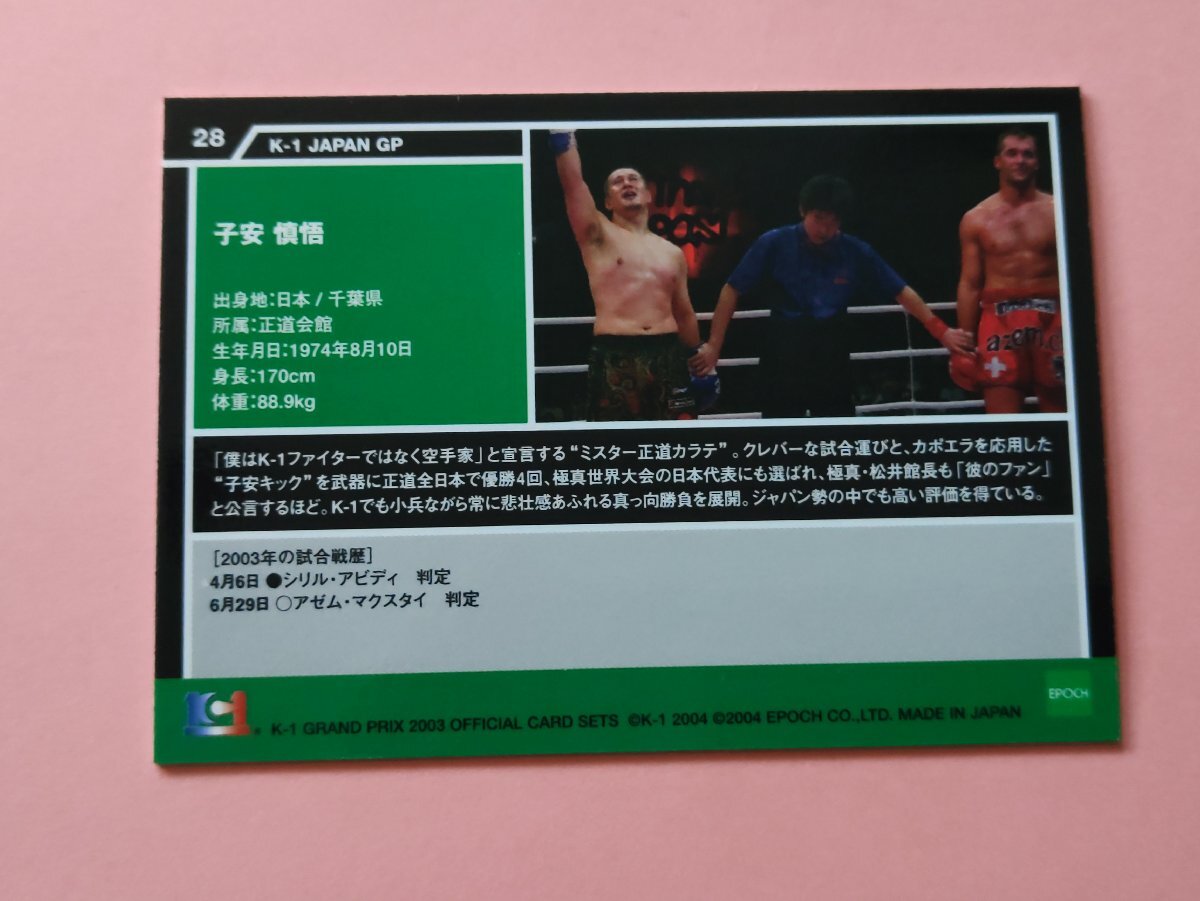 28
K-1 JAPAN GP
子安 慎悟
出身地:日本 / 千葉県
所属:正道会館
生年月日:1974年8月10日
身長:170cm
体重:88.9kg
azem.c
「僕はK-1ファイターではなく空手家」と宣言する“ミスター正道カラテ”。クレバーな試合運びと、カポエラを応用した
“子安キック”を武器に正道全日本で優勝4回、極真世界大会の日本代表にも選ばれ、極真・松井館長も「彼のファン」
と公言するほど。K-1でも小兵ながら常に悲壮感あふれる真っ向勝負を展開。ジャパン勢の中でも高い評価を得ている。
[2003年の試合戦歴]
4月6日 ●シリル・アビディ 判定
6月29日 ○アゼム・マクスタイ 判定
K-1
® K-1 GRAND PRIX 2003 OFFICIAL CARD SETS ©K-1 2004 ©2004 EPOCH CO.,LTD. MADE IN JAPAN
EPOCH